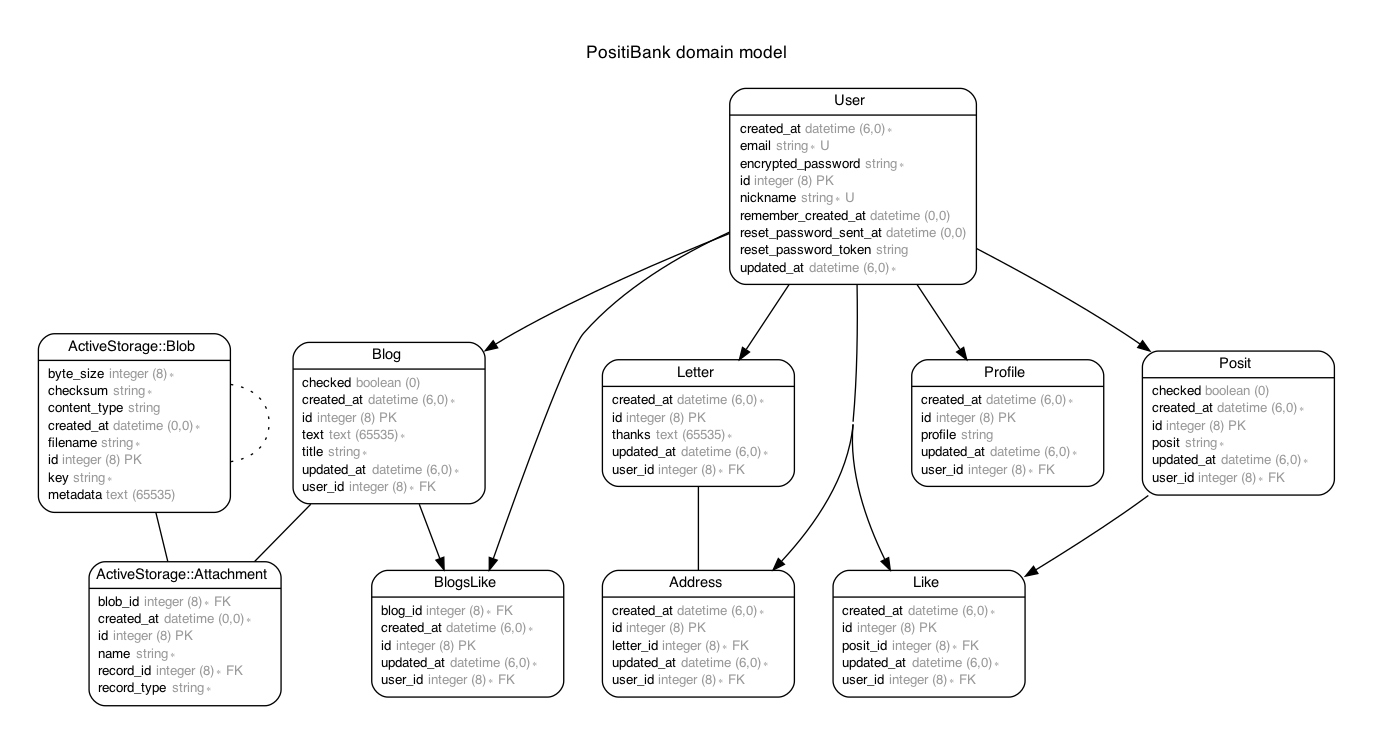 PositiBank domain model
User
created_at datetime (6,0)∗
email string∗ U
encrypted_password string∗
id integer (8) PK
nickname string∗ U
remember_created_at datetime (0,0)
reset_password_sent_at datetime (0,0)
reset_password_token string
updated_at datetime (6,0)∗
ActiveStorage::Blob
byte_size integer (8)∗
checksum string∗
content_type string
created_at datetime (0,0)∗
filename string∗
id integer (8) PK
key string∗
metadata text (65535)
Blog
checked boolean (0)
created_at datetime (6,0)∗
id integer (8) PK
text text (65535)∗
title string∗
updated_at datetime (6,0)∗
user_id integer (8)∗ FK
Letter
created_at datetime (6,0)∗
id integer (8) PK
thanks text (65535)∗
updated_at datetime (6,0)∗
user_id integer (8)∗ FK
Profile
created_at datetime (6,0)∗
id integer (8) PK
profile string
updated_at datetime (6,0)∗
user_id integer (8)∗ FK
Posit
checked boolean (0)
created_at datetime (6,0)∗
id integer (8) PK
posit string∗
updated_at datetime (6,0)∗
user_id integer (8)∗ FK
ActiveStorage::Attachment
blob_id integer (8)∗ FK
created_at datetime (0,0)∗
id integer (8) PK
name string∗
record_id integer (8)∗ FK
record_type string∗
BlogsLike
blog_id integer (8)∗ FK
created_at datetime (6,0)∗
id integer (8) PK
updated_at datetime (6,0)∗
user_id integer (8)∗ FK
Address
created_at datetime (6,0)∗
id integer (8) PK
letter_id integer (8)∗ FK
updated_at datetime (6,0)∗
user_id integer (8)∗ FK
Like
created_at datetime (6,0)∗
id integer (8) PK
posit_id integer (8)∗ FK
updated_at datetime (6,0)∗
user_id integer (8)∗ FK